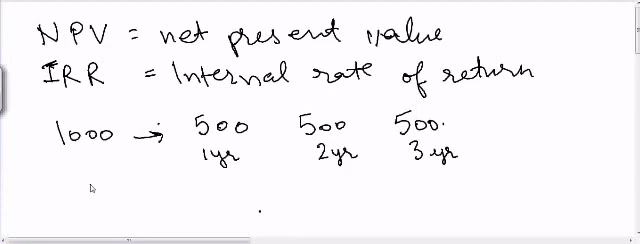 NPV = net present value
IRR = Internal rate of return
1000 → 500 500 500.
1yr 2yr 3yr